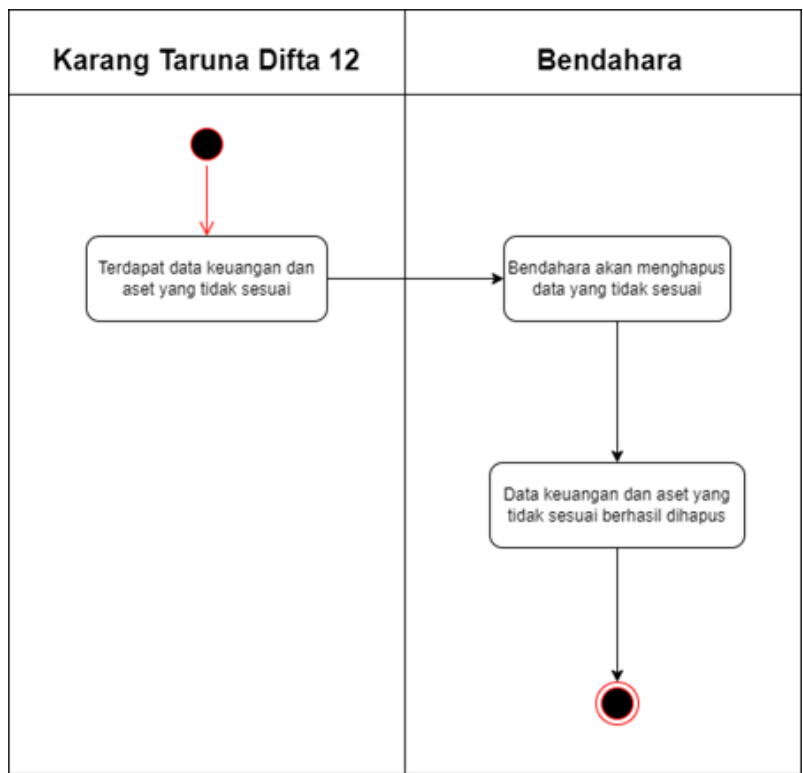 Karang Taruna Difta 12
Bendahara
Terdapat data keuangan dan
aset yang tidak sesuai
Bendahara akan menghapus
data yang tidak sesuai
Data keuangan dan aset yang
tidak sesuai berhasil dihapus